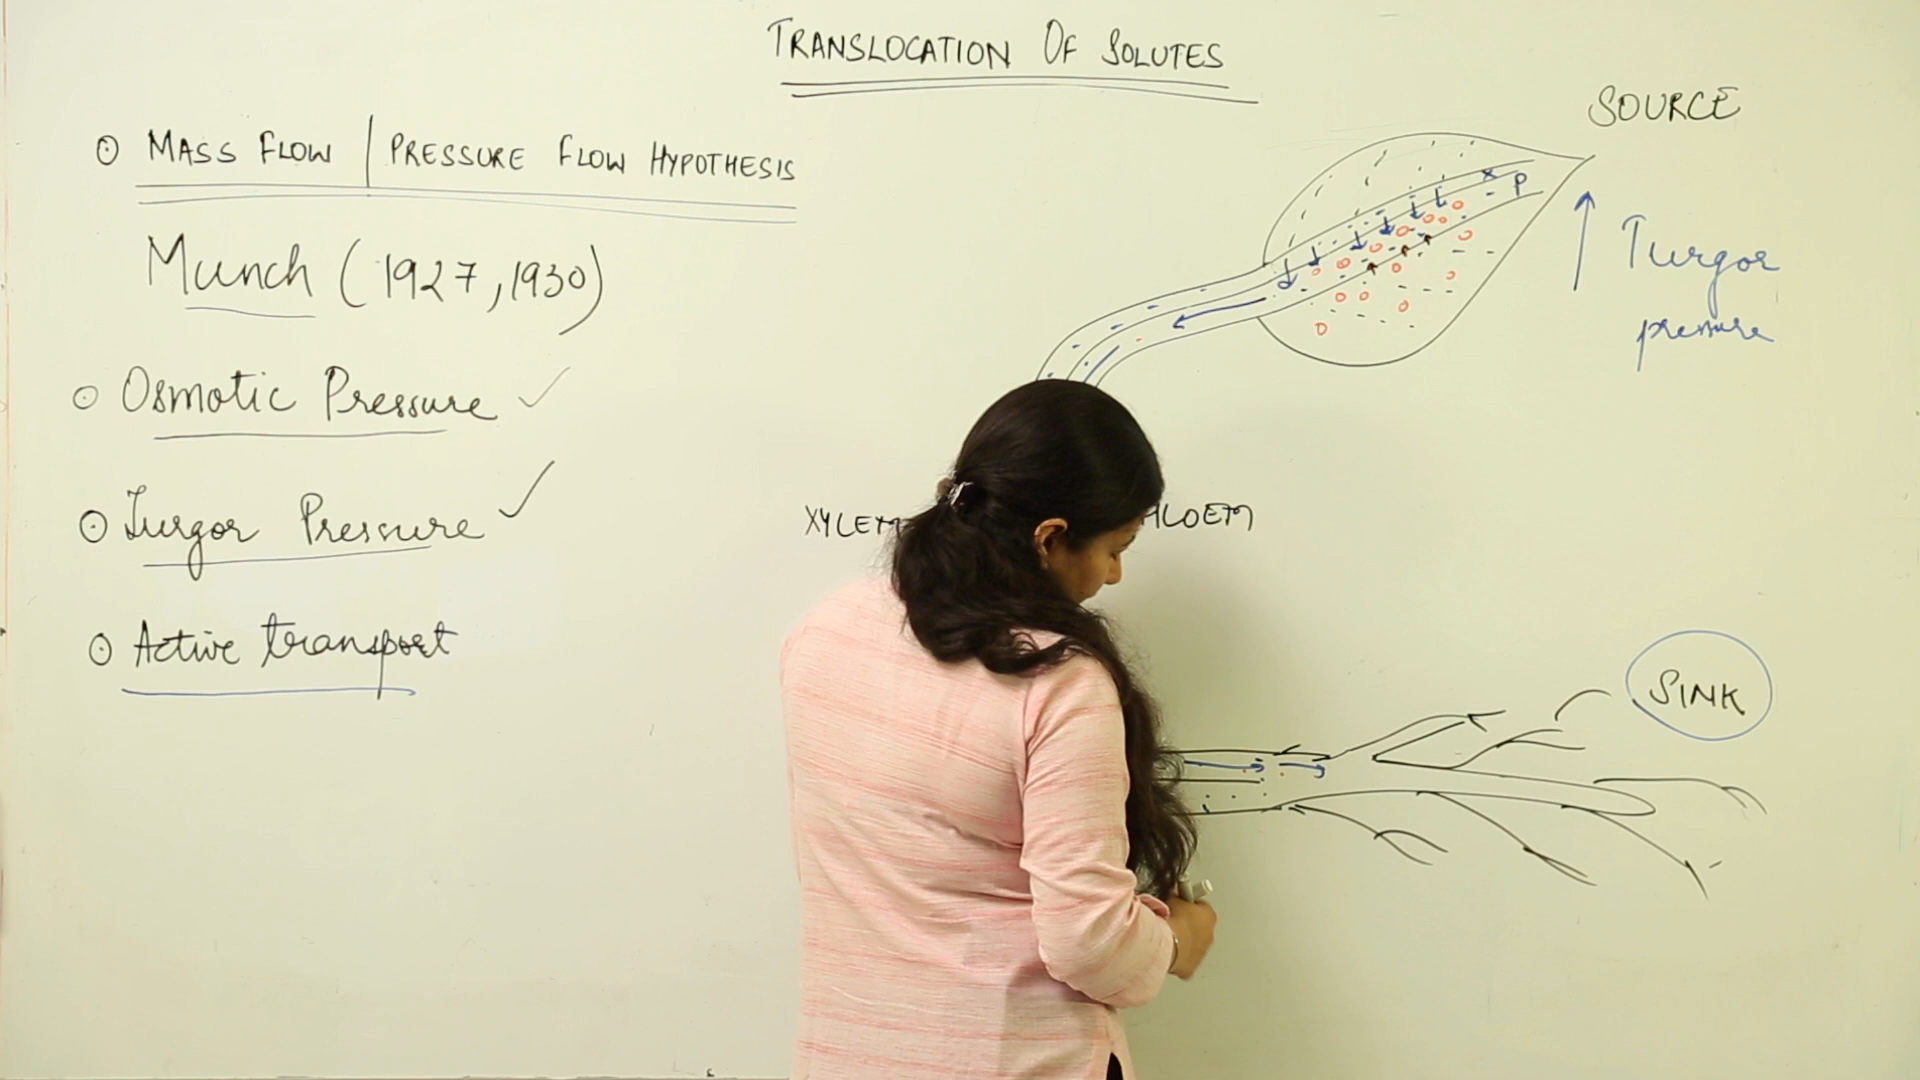 TRANSLOCATION OF SOLUTES
SOURCE
⊙ MASS FLOW | PRESSURE FLOW HYPOTHESIS
Munch (1927, 1930)
X
P
↑ Turgor
pressure
⊙ Osmotic Pressure ✓
⊙ Turgor Pressure ✓
XYLEM
HLOEM
⊙ Active transport
SINK